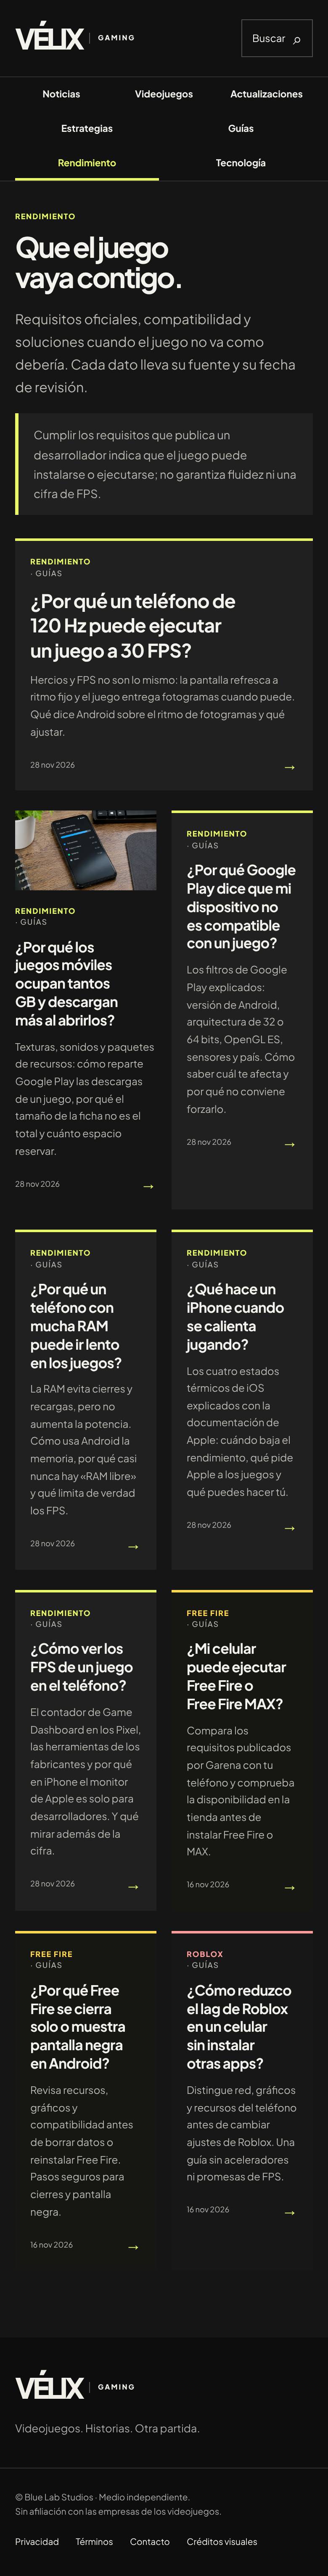 VÉLIX | GAMING
Buscar ⌕
Noticias
Videojuegos
Actualizaciones
Estrategias
Guías
Rendimiento
Tecnología
RENDIMIENTO
Que el juego
vaya contigo.
Requisitos oficiales, compatibilidad y
soluciones cuando el juego no va como
debería. Cada dato lleva su fuente y su fecha
de revisión.
Cumplir los requisitos que publica un
desarrollador indica que el juego puede
instalarse o ejecutarse; no garantiza fluidez ni una
cifra de FPS.
RENDIMIENTO
· GUÍAS
¿Por qué un teléfono de
120 Hz puede ejecutar
un juego a 30 FPS?
Hercios y FPS no son lo mismo: la pantalla refresca a
ritmo fijo y el juego entrega fotogramas cuando puede.
Qué dice Android sobre el ritmo de fotogramas y qué
ajustar.
28 nov 2026 →
RENDIMIENTO
· GUÍAS
¿Por qué los
juegos móviles
ocupan tantos
GB y descargan
más al abrirlos?
Texturas, sonidos y paquetes
de recursos: cómo reparte
Google Play las descargas
de un juego, por qué el
tamaño de la ficha no es el
total y cuánto espacio
reservar.
28 nov 2026 →
RENDIMIENTO
· GUÍAS
¿Por qué Google
Play dice que mi
dispositivo no
es compatible
con un juego?
Los filtros de Google
Play explicados:
versión de Android,
arquitectura de 32 o
64 bits, OpenGL ES,
sensores y país. Cómo
saber cuál te afecta y
por qué no conviene
forzarlo.
28 nov 2026 →
RENDIMIENTO
· GUÍAS
¿Por qué un
teléfono con
mucha RAM
puede ir lento
en los juegos?
La RAM evita cierres y
recargas, pero no
aumenta la potencia.
Cómo usa Android la
memoria, por qué casi
nunca hay «RAM libre»
y qué limita de verdad
los FPS.
28 nov 2026 →
RENDIMIENTO
· GUÍAS
¿Qué hace un
iPhone cuando
se calienta
jugando?
Los cuatro estados
térmicos de iOS
explicados con la
documentación de
Apple: cuándo baja el
rendimiento, qué pide
Apple a los juegos y
qué puedes hacer tú.
28 nov 2026 →
RENDIMIENTO
· GUÍAS
¿Cómo ver los
FPS de un juego
en el teléfono?
El contador de Game
Dashboard en los Pixel,
las herramientas de los
fabricantes y por qué
en iPhone el monitor
de Apple es solo para
desarrolladores. Y qué
mirar además de la
cifra.
28 nov 2026 →
FREE FIRE
· GUÍAS
¿Mi celular
puede ejecutar
Free Fire o
Free Fire MAX?
Compara los
requisitos publicados
por Garena con tu
teléfono y comprueba
la disponibilidad en la
tienda antes de
instalar Free Fire o
MAX.
16 nov 2026 →
FREE FIRE
· GUÍAS
¿Por qué Free
Fire se cierra
solo o muestra
pantalla negra
en Android?
Revisa recursos,
gráficos y
compatibilidad antes
de borrar datos o
reinstalar Free Fire.
Pasos seguros para
cierres y pantalla
negra.
16 nov 2026 →
ROBLOX
· GUÍAS
¿Cómo reduzco
el lag de Roblox
en un celular
sin instalar
otras apps?
Distingue red, gráficos
y recursos del teléfono
antes de cambiar
ajustes de Roblox. Una
guía sin aceleradores
ni promesas de FPS.
16 nov 2026 →
VÉLIX | GAMING
Videojuegos. Historias. Otra partida.
© Blue Lab Studios · Medio independiente.
Sin afiliación con las empresas de los videojuegos.
Privacidad
Términos
Contacto
Créditos visuales